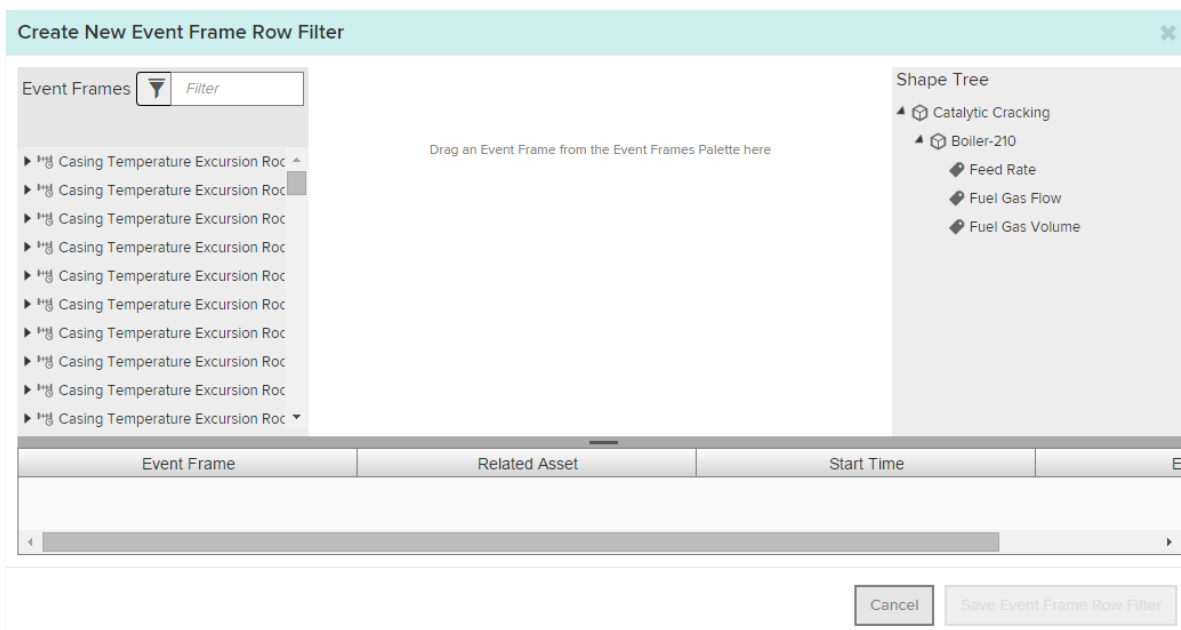 Create New Event Frame Row Filter
Event Frames
Filter
Casing Temperature Excursion Roc
Casing Temperature Excursion Roc
Casing Temperature Excursion Roc
Casing Temperature Excursion Roc
Casing Temperature Excursion Roc
Casing Temperature Excursion Roc
Casing Temperature Excursion Roc
Casing Temperature Excursion Roc
Casing Temperature Excursion Roc
Casing Temperature Excursion Roc
Drag an Event Frame from the Event Frames Palette here
Shape Tree
Catalytic Cracking
Boiler-210
Feed Rate
Fuel Gas Flow
Fuel Gas Volume
Event Frame Related Asset Start Time E
Cancel Save Event Frame Row Filter